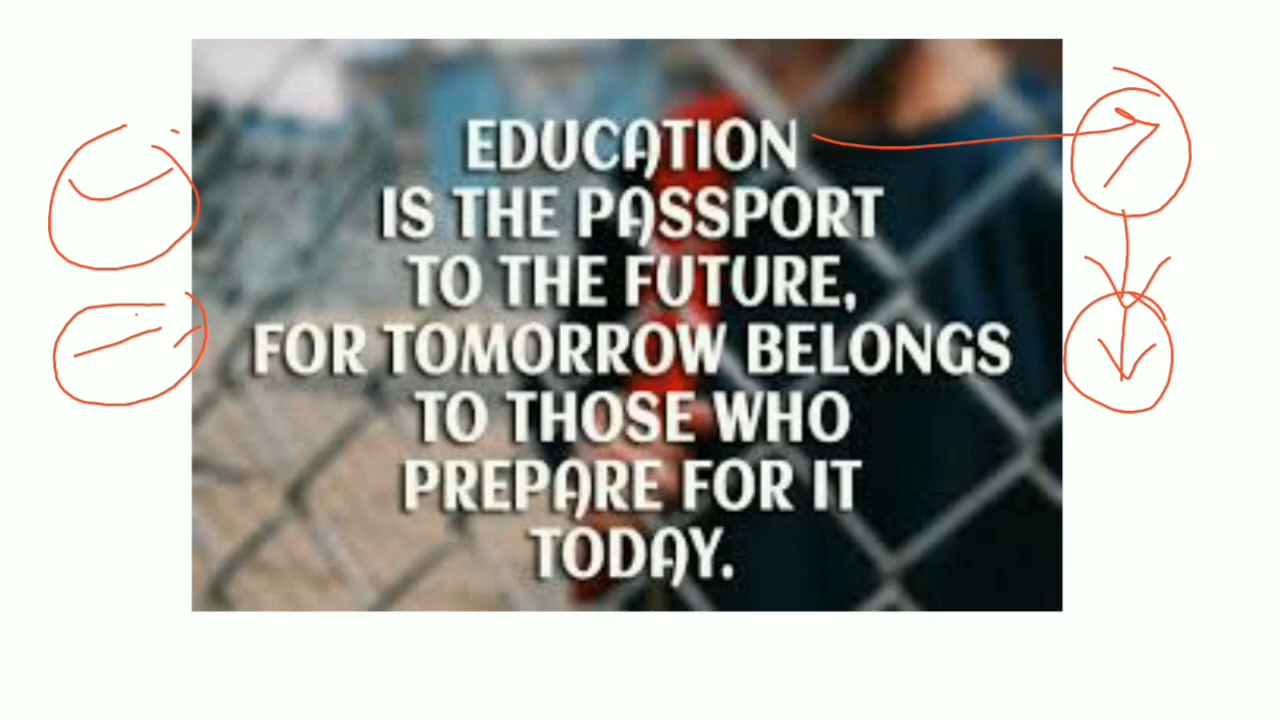 EDUCATION
IS THE PASSPORT
TO THE FUTURE,
FOR TOMORROW BELONGS
TO THOSE WHO
PREPARE FOR IT
TODAY.